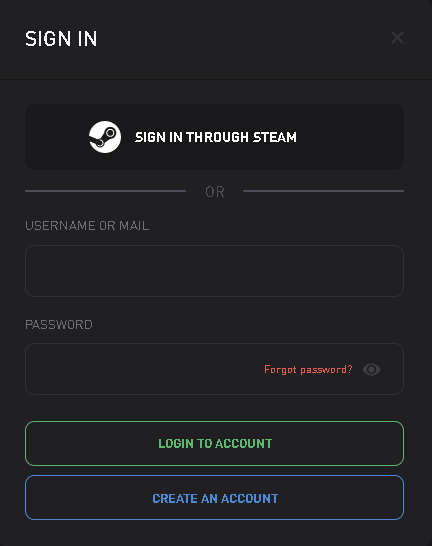 SIGN IN
SIGN IN THROUGH STEAM
OR
USERNAME OR MAIL
PASSWORD
Forgot password?
LOGIN TO ACCOUNT
CREATE AN ACCOUNT